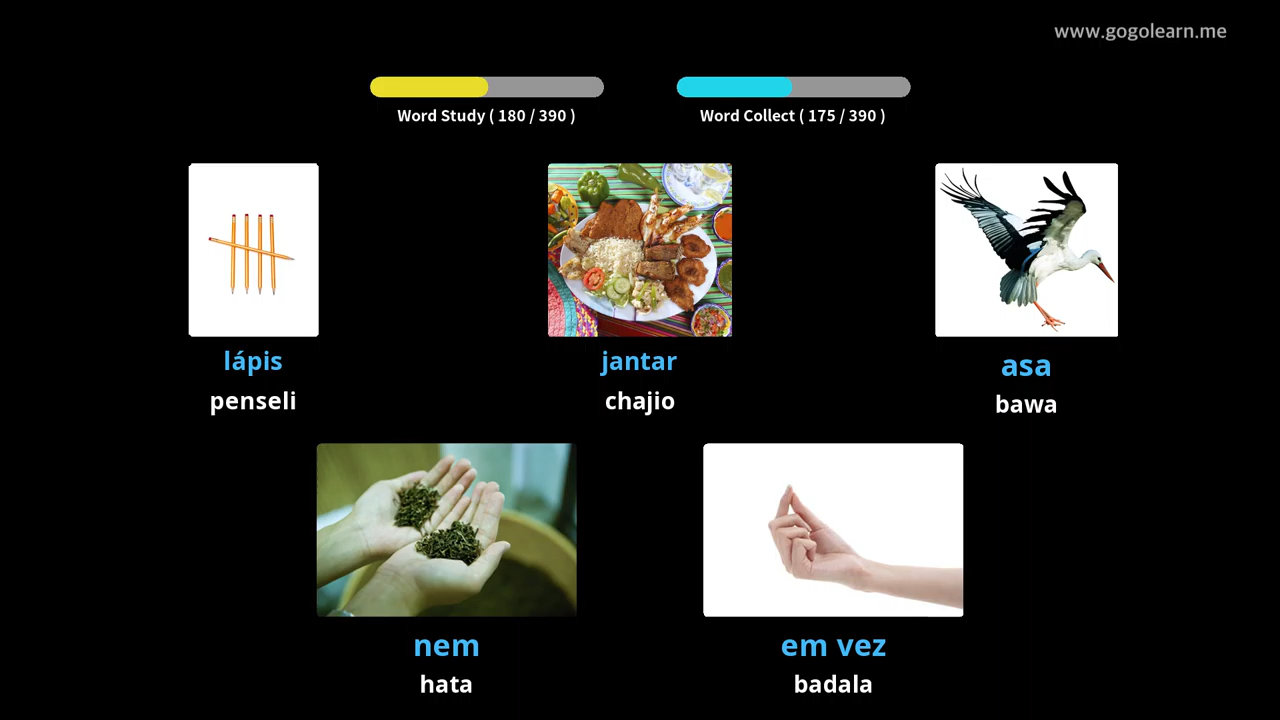 www.gogolearn.me
Word Study ( 180 / 390 )
Word Collect ( 175 / 390 )
lápis
penseli
jantar
chajio
asa
bawa
nem
hata
em vez
badala